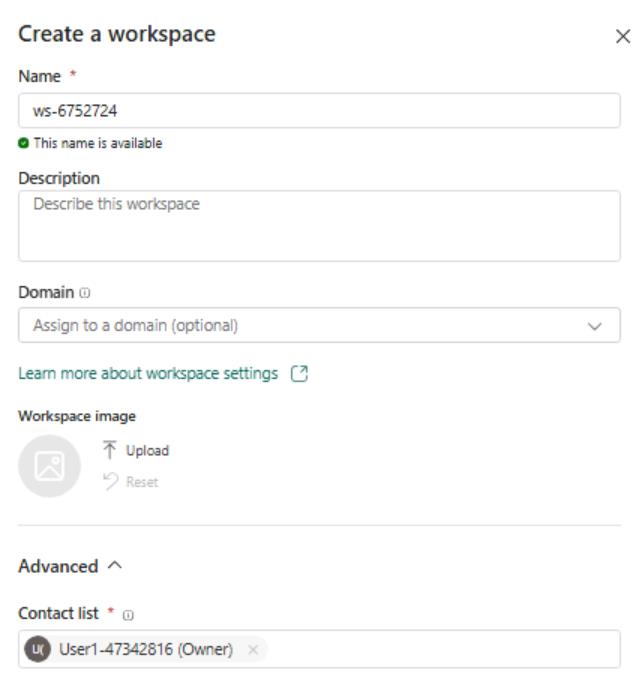 Create a workspace
Name *
ws-6752724
This name is available
Description
Describe this workspace
Domain
Assign to a domain (optional)
Learn more about workspace settings
Workspace image
Upload
Reset
Advanced
Contact list *
U( User1-47342816 (Owner)